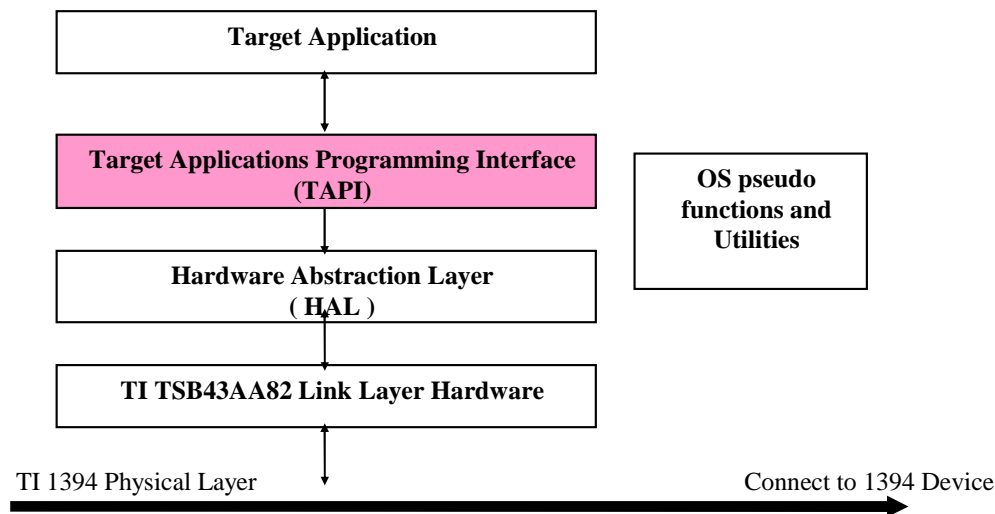 Target Application
Target Applications Programming Interface
(TAPI)
OS pseudo
functions and
Utilities
Hardware Abstraction Layer
( HAL )
TI TSB43AA82 Link Layer Hardware
TI 1394 Physical Layer
Connect to 1394 Device